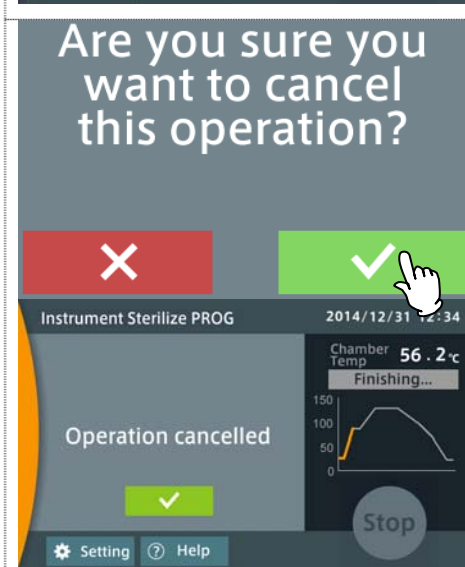 Are you sure you
want to cancel
this operation?
Instrument Sterilize PROG
2014/12/31 12:34
Chamber
Temp
56.2℃
Finishing...
150
100
50
0
Operation cancelled
Stop
Setting
? Help